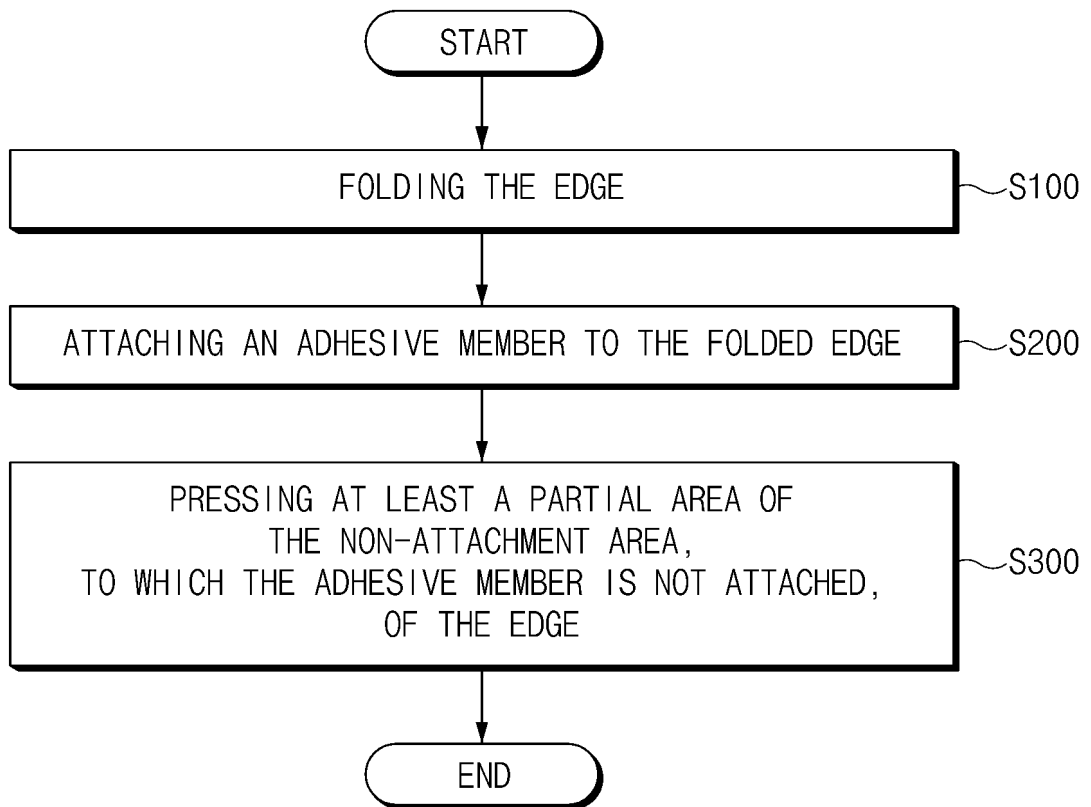 START
FOLDING THE EDGE
S100
ATTACHING AN ADHESIVE MEMBER TO THE FOLDED EDGE
S200
PRESSING AT LEAST A PARTIAL AREA OF
THE NON-ATTACHMENT AREA,
TO WHICH THE ADHESIVE MEMBER IS NOT ATTACHED,
OF THE EDGE
S300
END